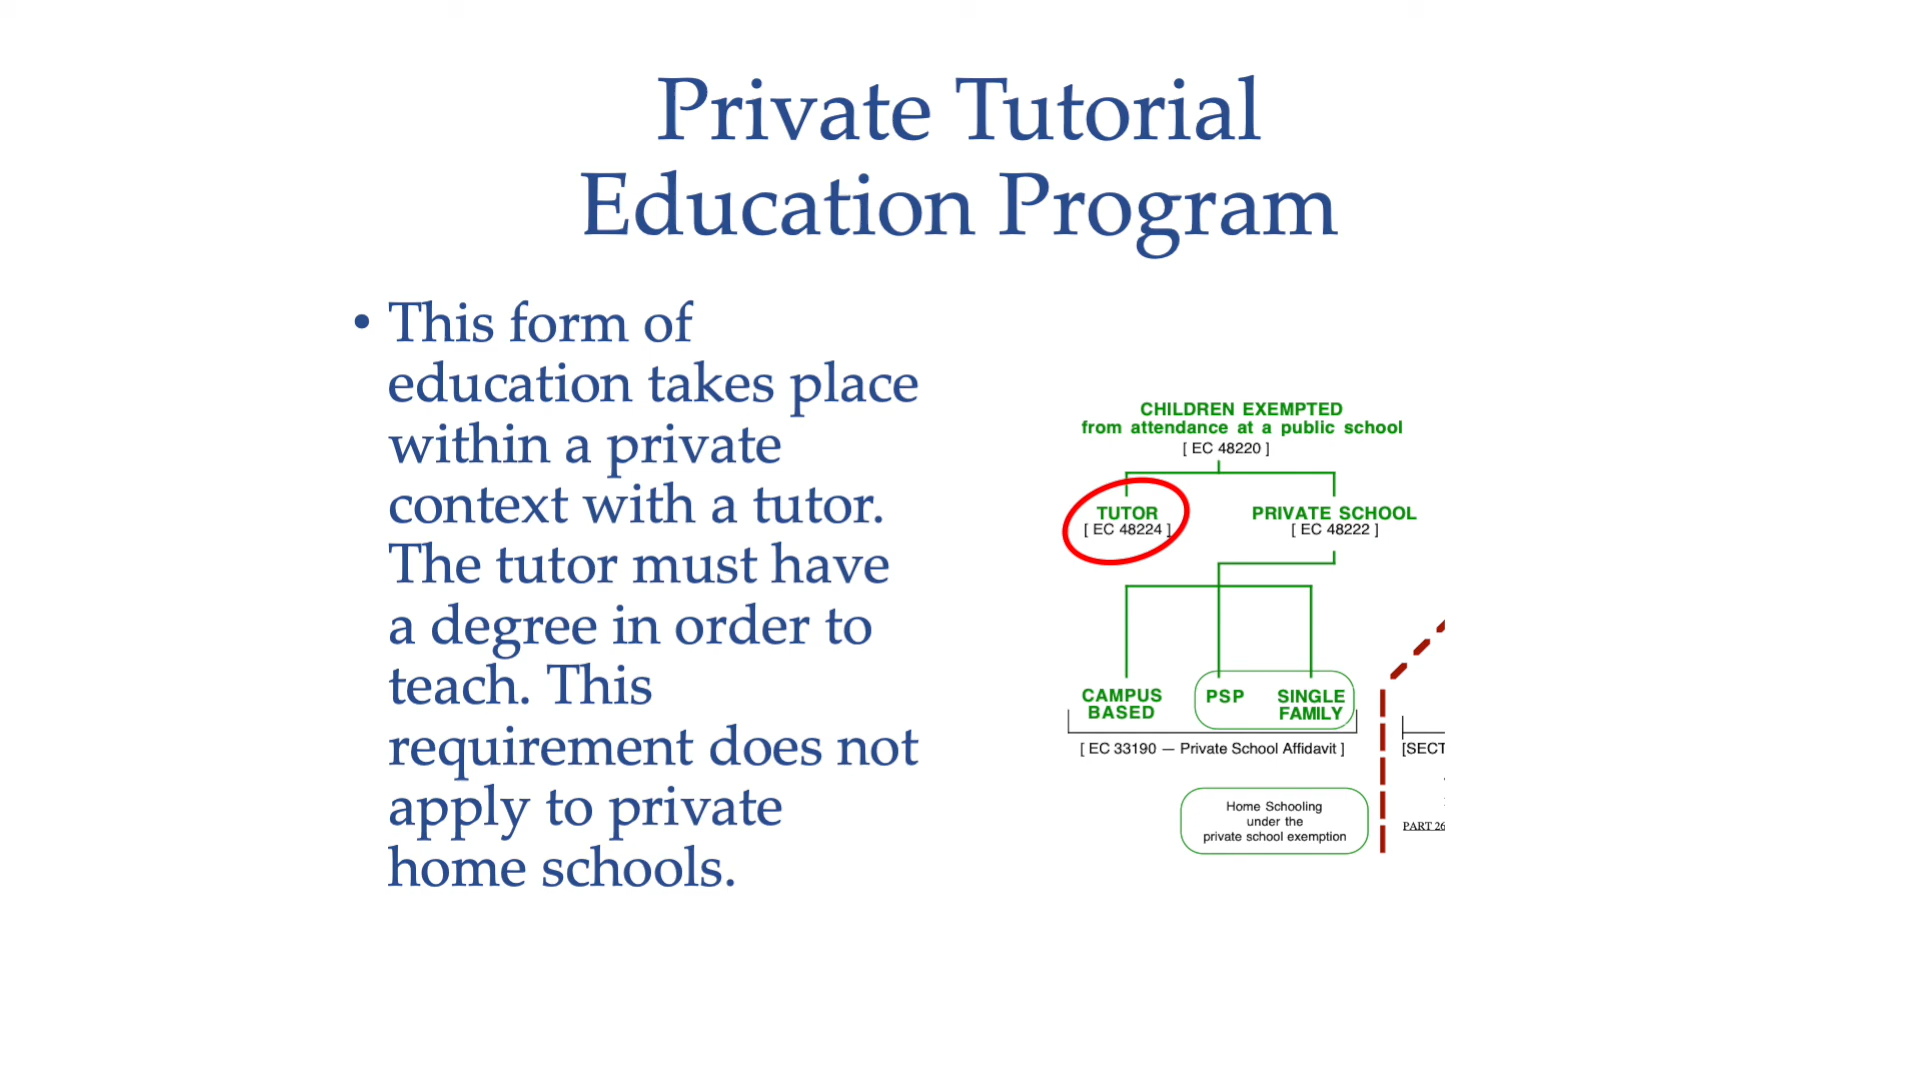 Private Tutorial
Education Program
• This form of
education takes place
within a private
context with a tutor.
The tutor must have
a degree in order to
teach. This
requirement does not
apply to private
home schools.
CHILDREN EXEMPTED
from attendance at a public school
[ EC 48220 ]
TUTOR
[ EC 48224 ]
PRIVATE SCHOOL
[ EC 48222 ]
CAMPUS
BASED
PSP
SINGLE
FAMILY
[ EC 33190 — Private School Affidavit ]
[SECT
Home Schooling
under the
private school exemption
PART 26